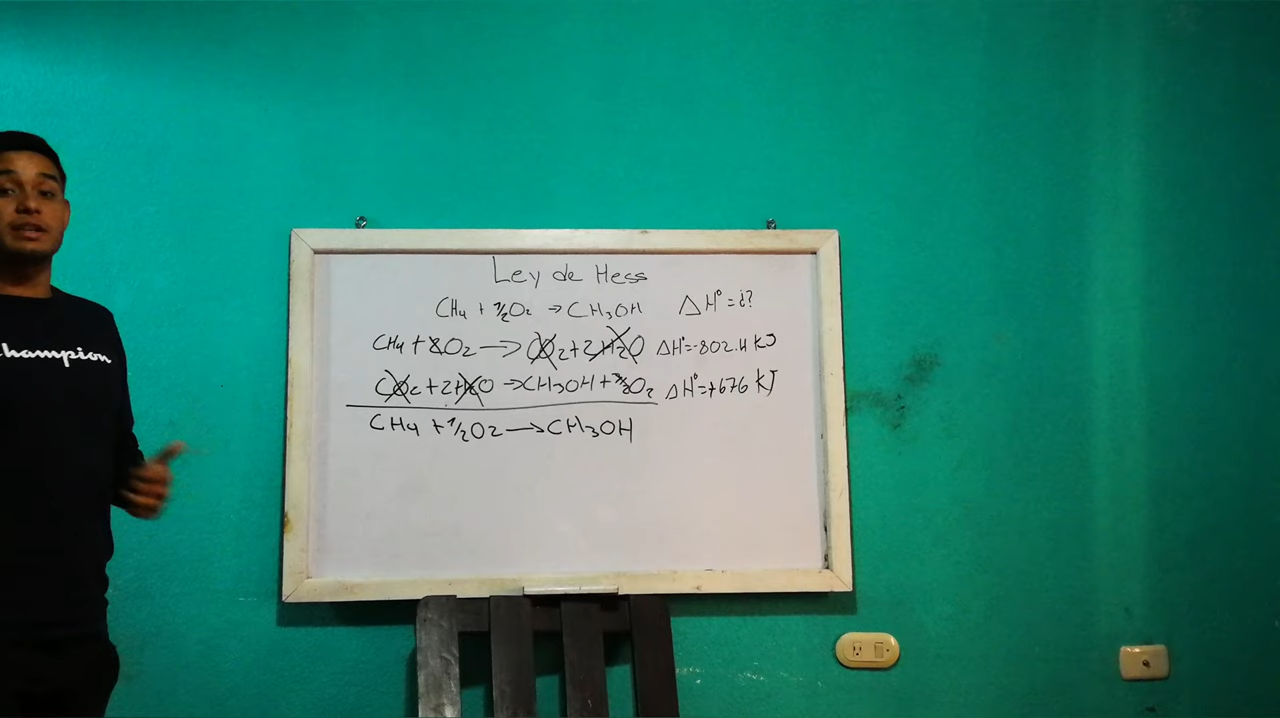 Ley de Hess
CH4 + 1/2O2 → CH3OH ΔH° = ¿?
CH4 + 2O2 → CO2 + 2H2O ΔH° = -802.4 KJ
CO2 + 2H2O → CH3OH + 3/2O2 ΔH° = +676 KJ
CH4 + 1/2O2 → CH3OH
Champion